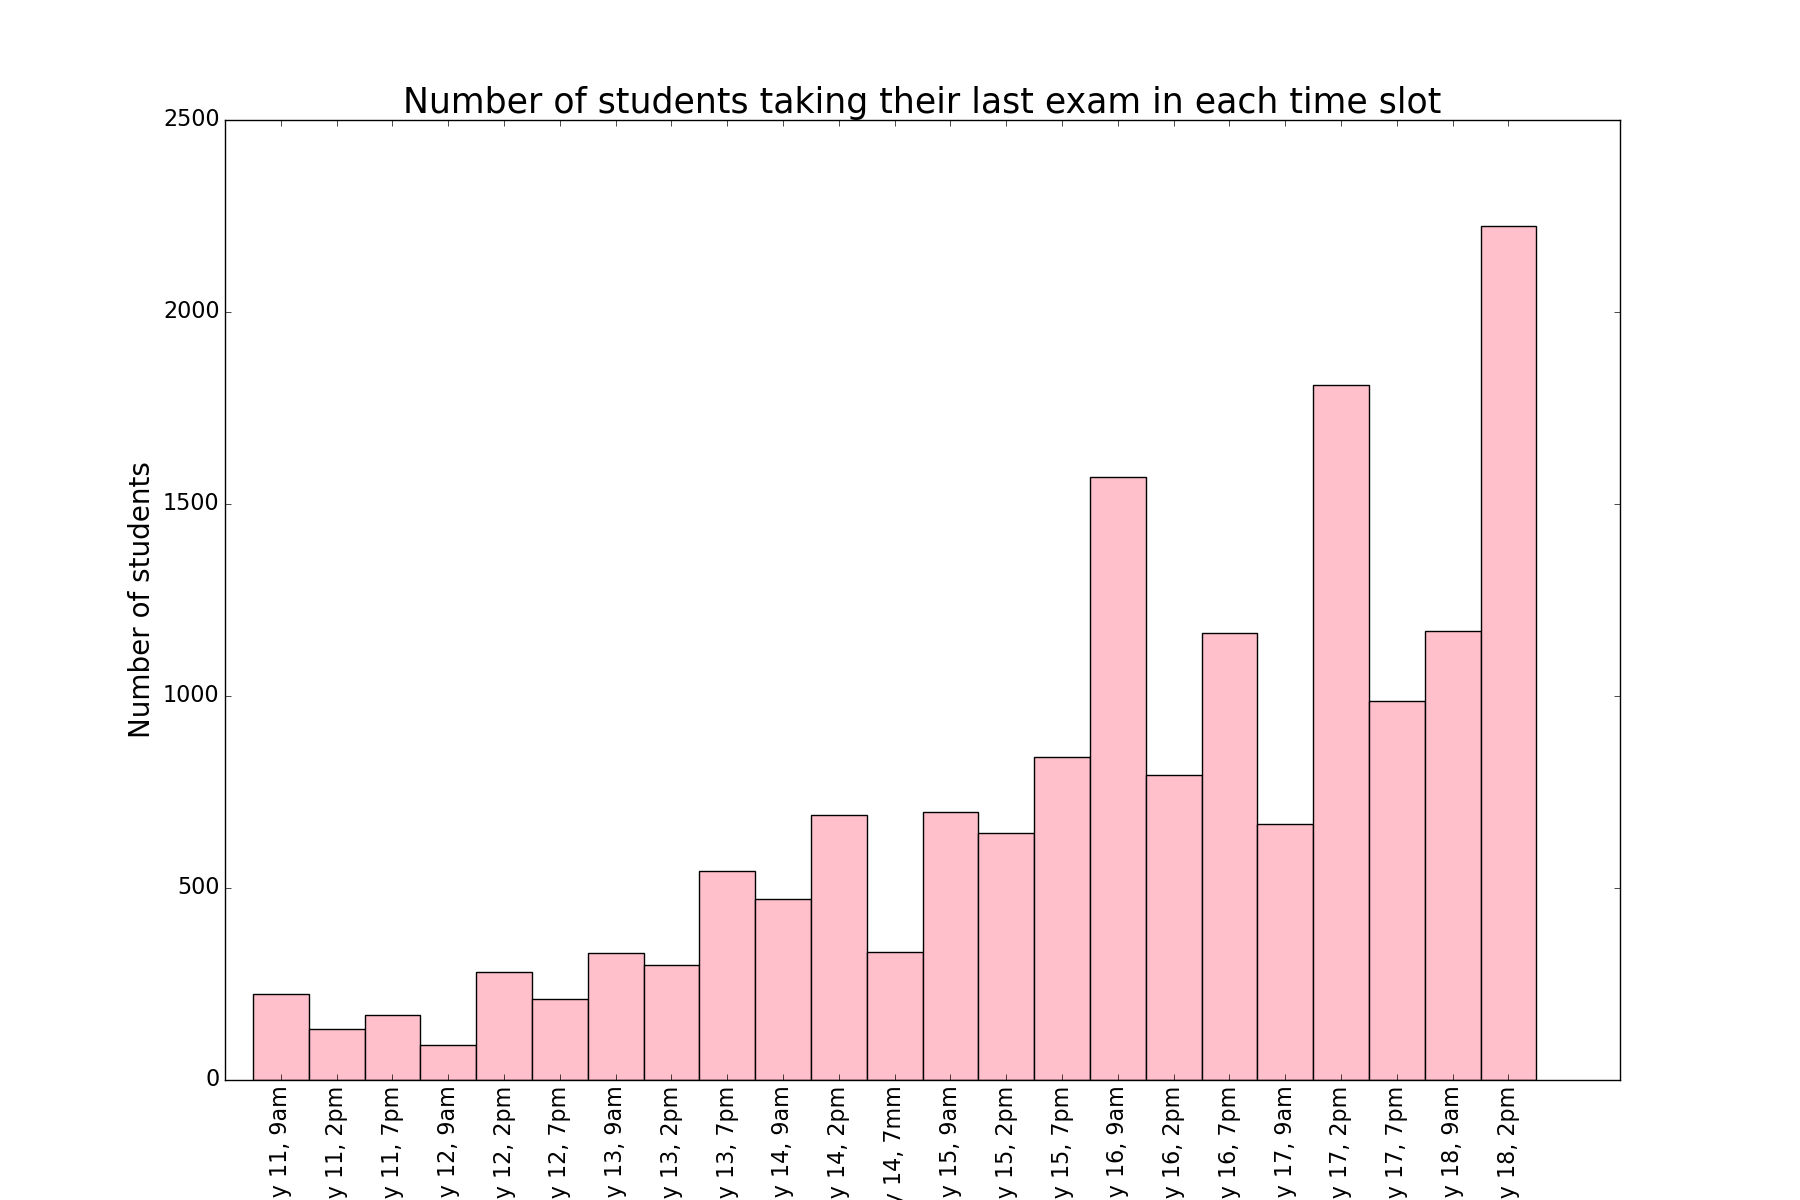 Number of students taking their last exam in each time slot
2500
2000
1500
1000
500
0
Number of students
y 11, 9am
y 11, 2pm
y 11, 7pm
y 12, 9am
y 12, 2pm
y 12, 7pm
y 13, 9am
y 13, 2pm
y 13, 7pm
y 14, 9am
y 14, 2pm
y 14, 7mm
y 15, 9am
y 15, 2pm
y 15, 7pm
y 16, 9am
y 16, 2pm
y 16, 7pm
y 17, 9am
y 17, 2pm
y 17, 7pm
y 18, 9am
y 18, 2pm